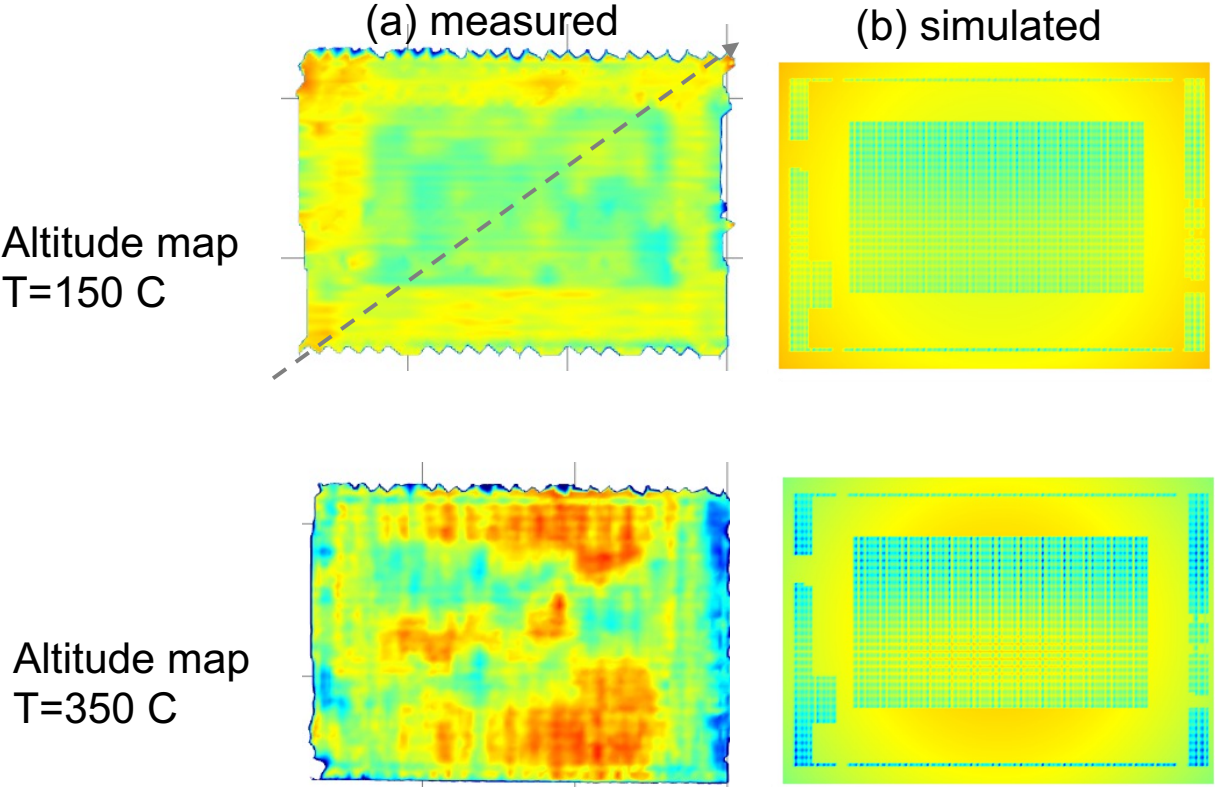 (a) measured
(b) simulated
Altitude map
T=150 C
Altitude map
T=350 C